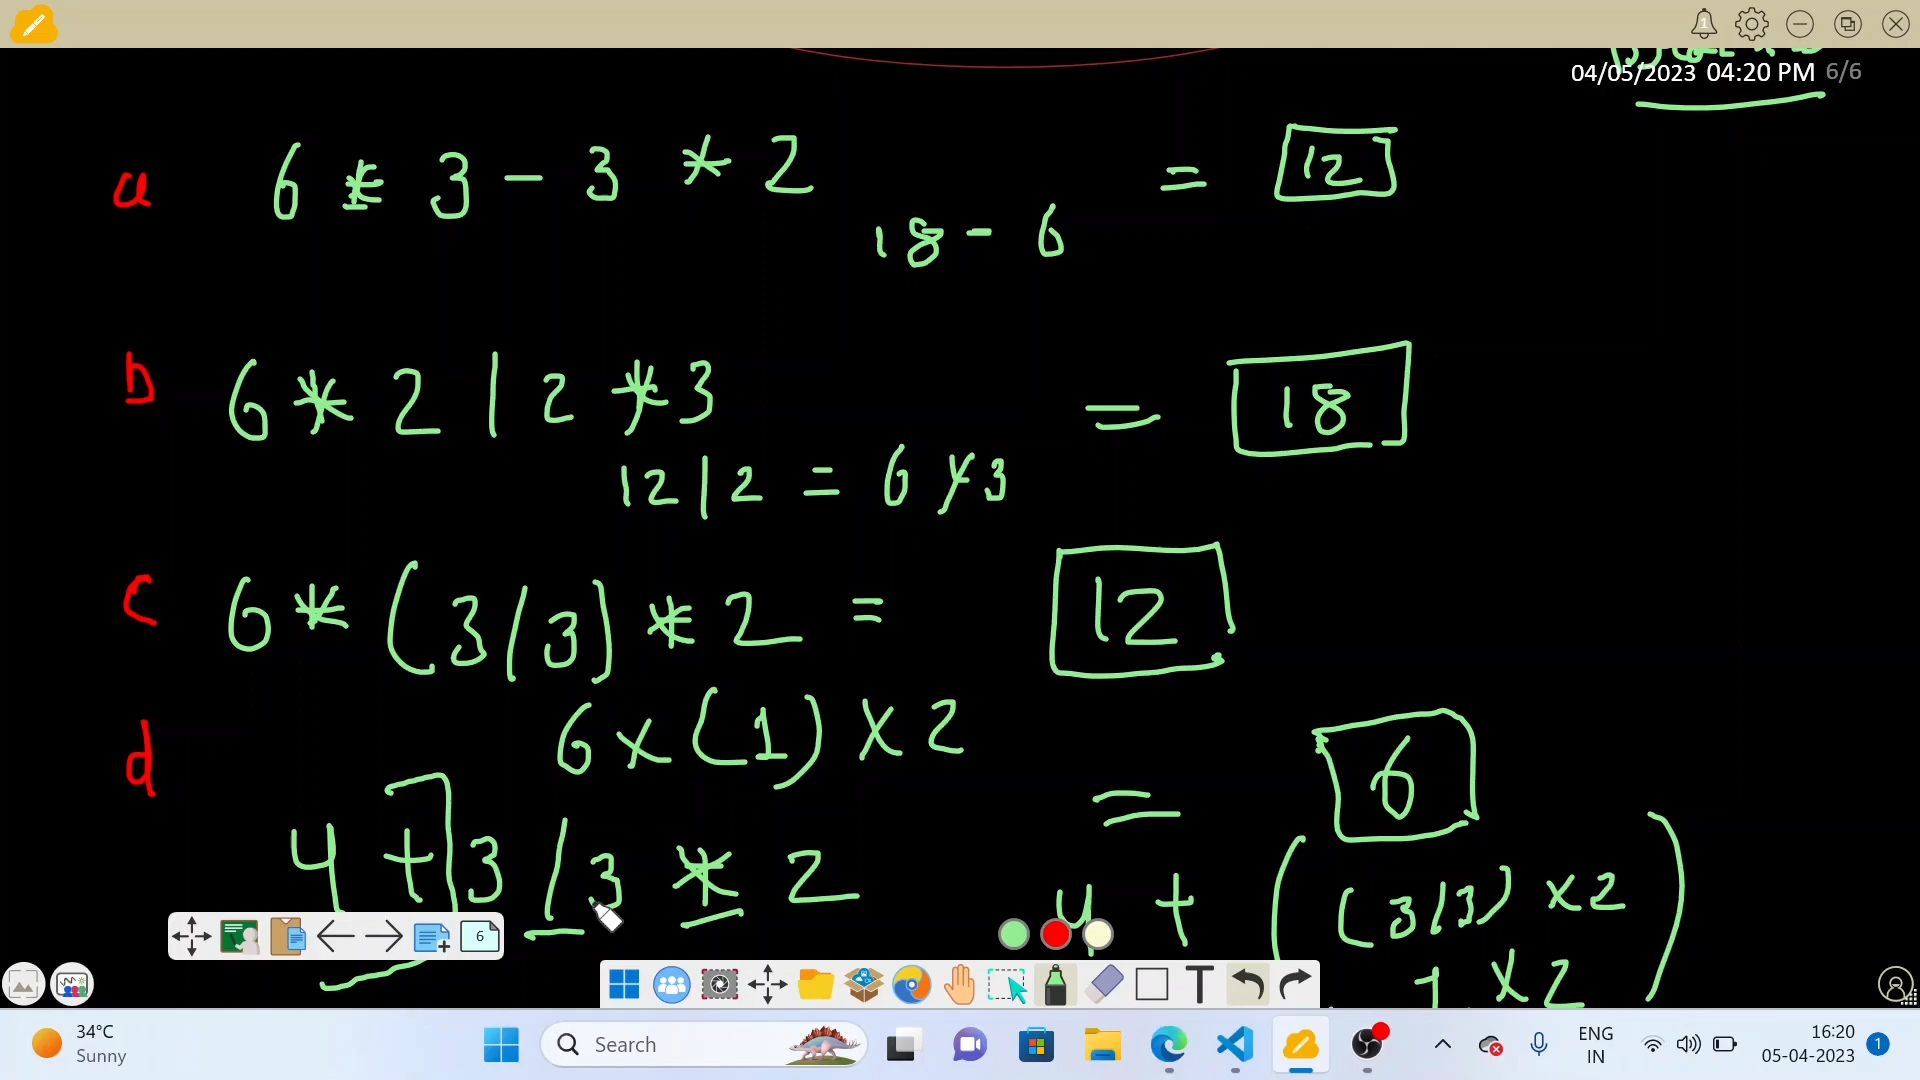 1
04/05/2023 04:20 PM 6/6
a 6 * 3 - 3 * 2 = 12
18 - 6
b 6 * 2 / 2 * 3 = 18
12 / 2 = 6 * 3
c 6 * (3/3) * 2 = 12
6 x (1) x 2
d 4 + 3 / 3 * 2 = 6
4 + ((3/3) x 2)
1 x 2
6
T
34°C
Sunny
Search
ENG
IN
16:20
05-04-2023
1